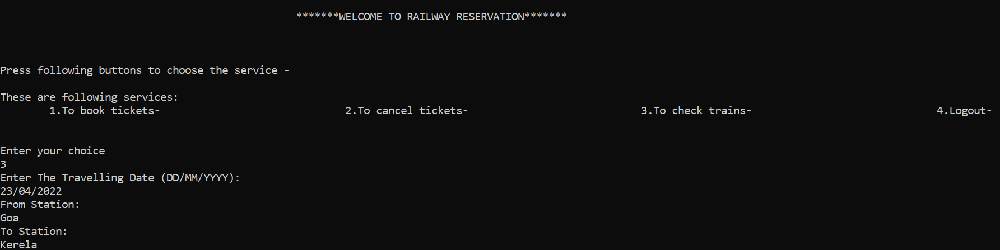 *******WELCOME TO RAILWAY RESERVATION*******
Press following buttons to choose the service -
These are following services:
1.To book tickets- 2.To cancel tickets- 3.To check trains- 4.Logout-
Enter your choice
3
Enter The Travelling Date (DD/MM/YYYY):
23/04/2022
From Station:
Goa
To Station:
Kerela